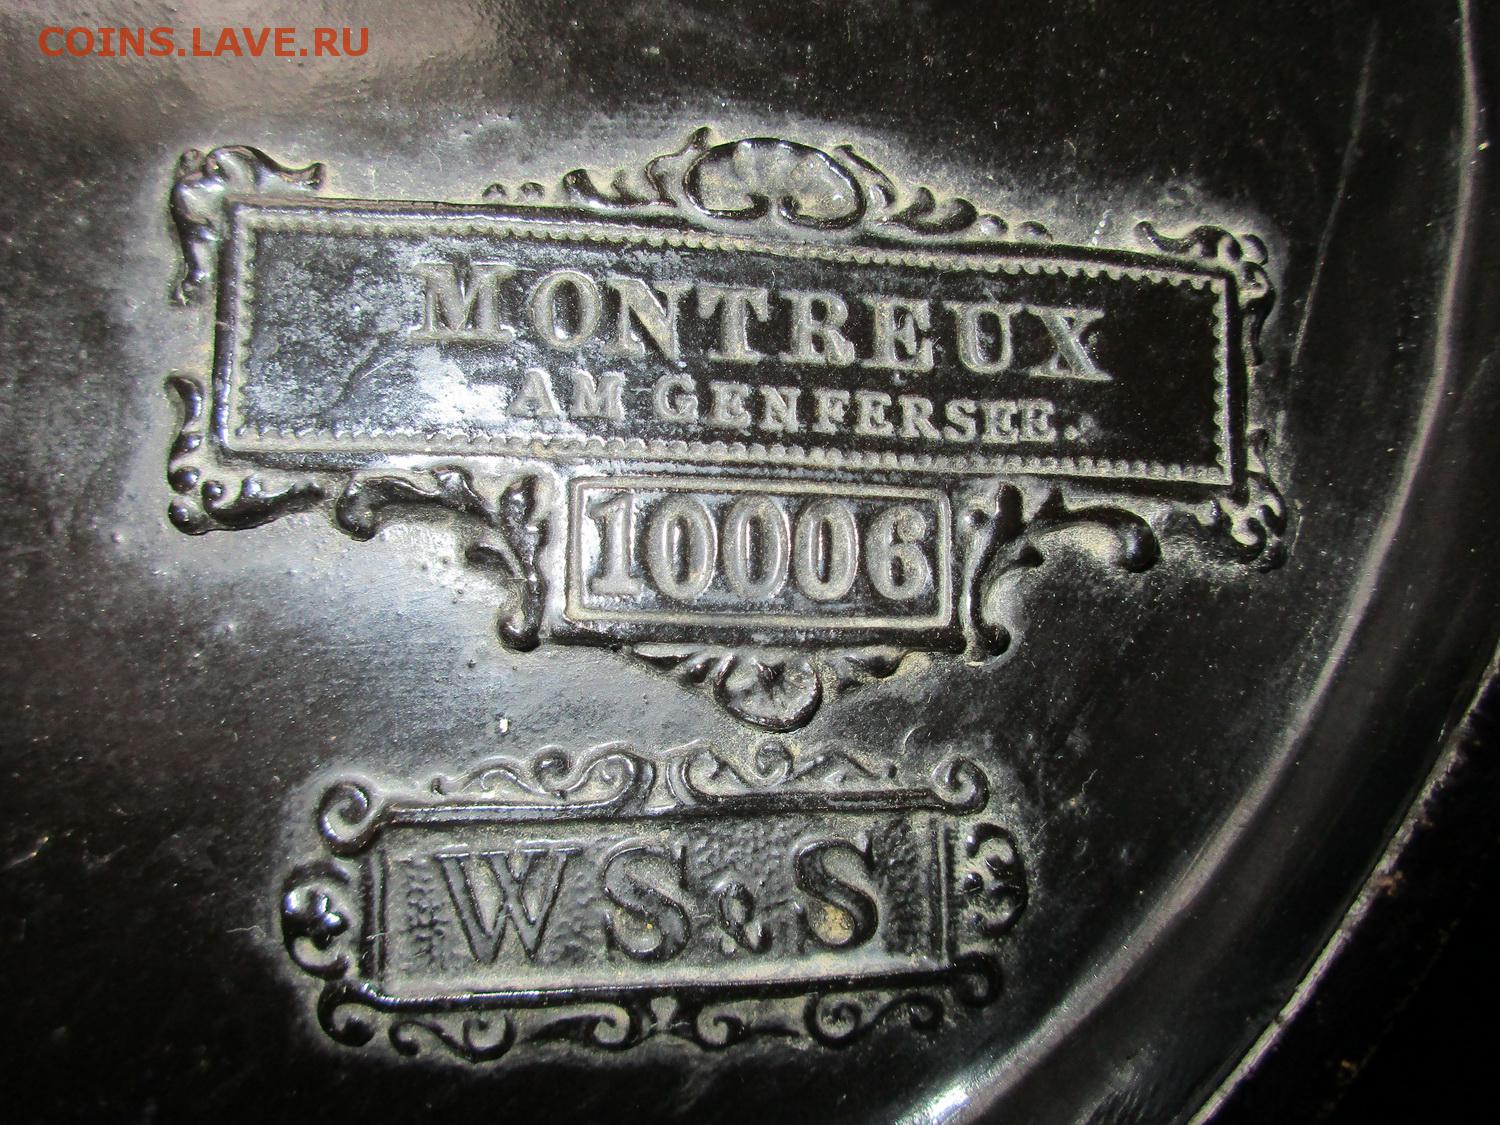 COINS.LAVE.RU
MONTREUX
AM GENFERSEE.
10006
WS&S